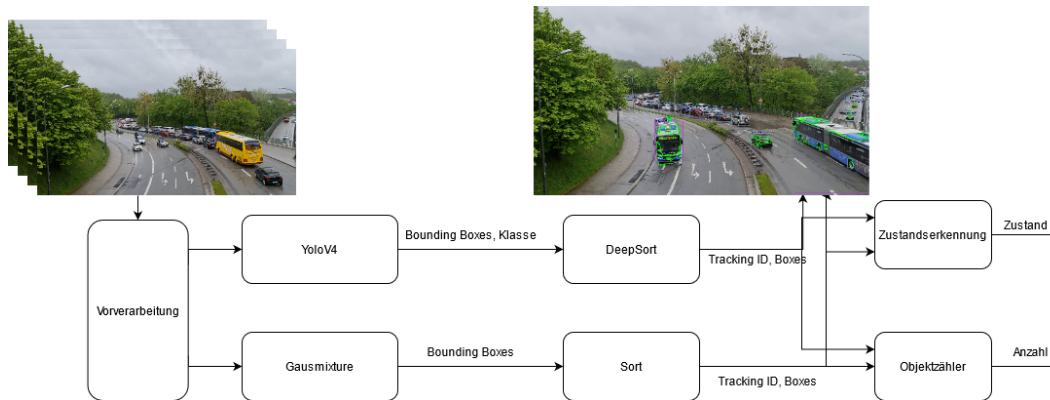 Vorverarbeitung
YoloV4
Bounding Boxes, Klasse
DeepSort
Tracking ID, Boxes
Zustandserkennung
Zustand
Gausmixture
Bounding Boxes
Sort
Tracking ID, Boxes
Objektzähler
Anzahl